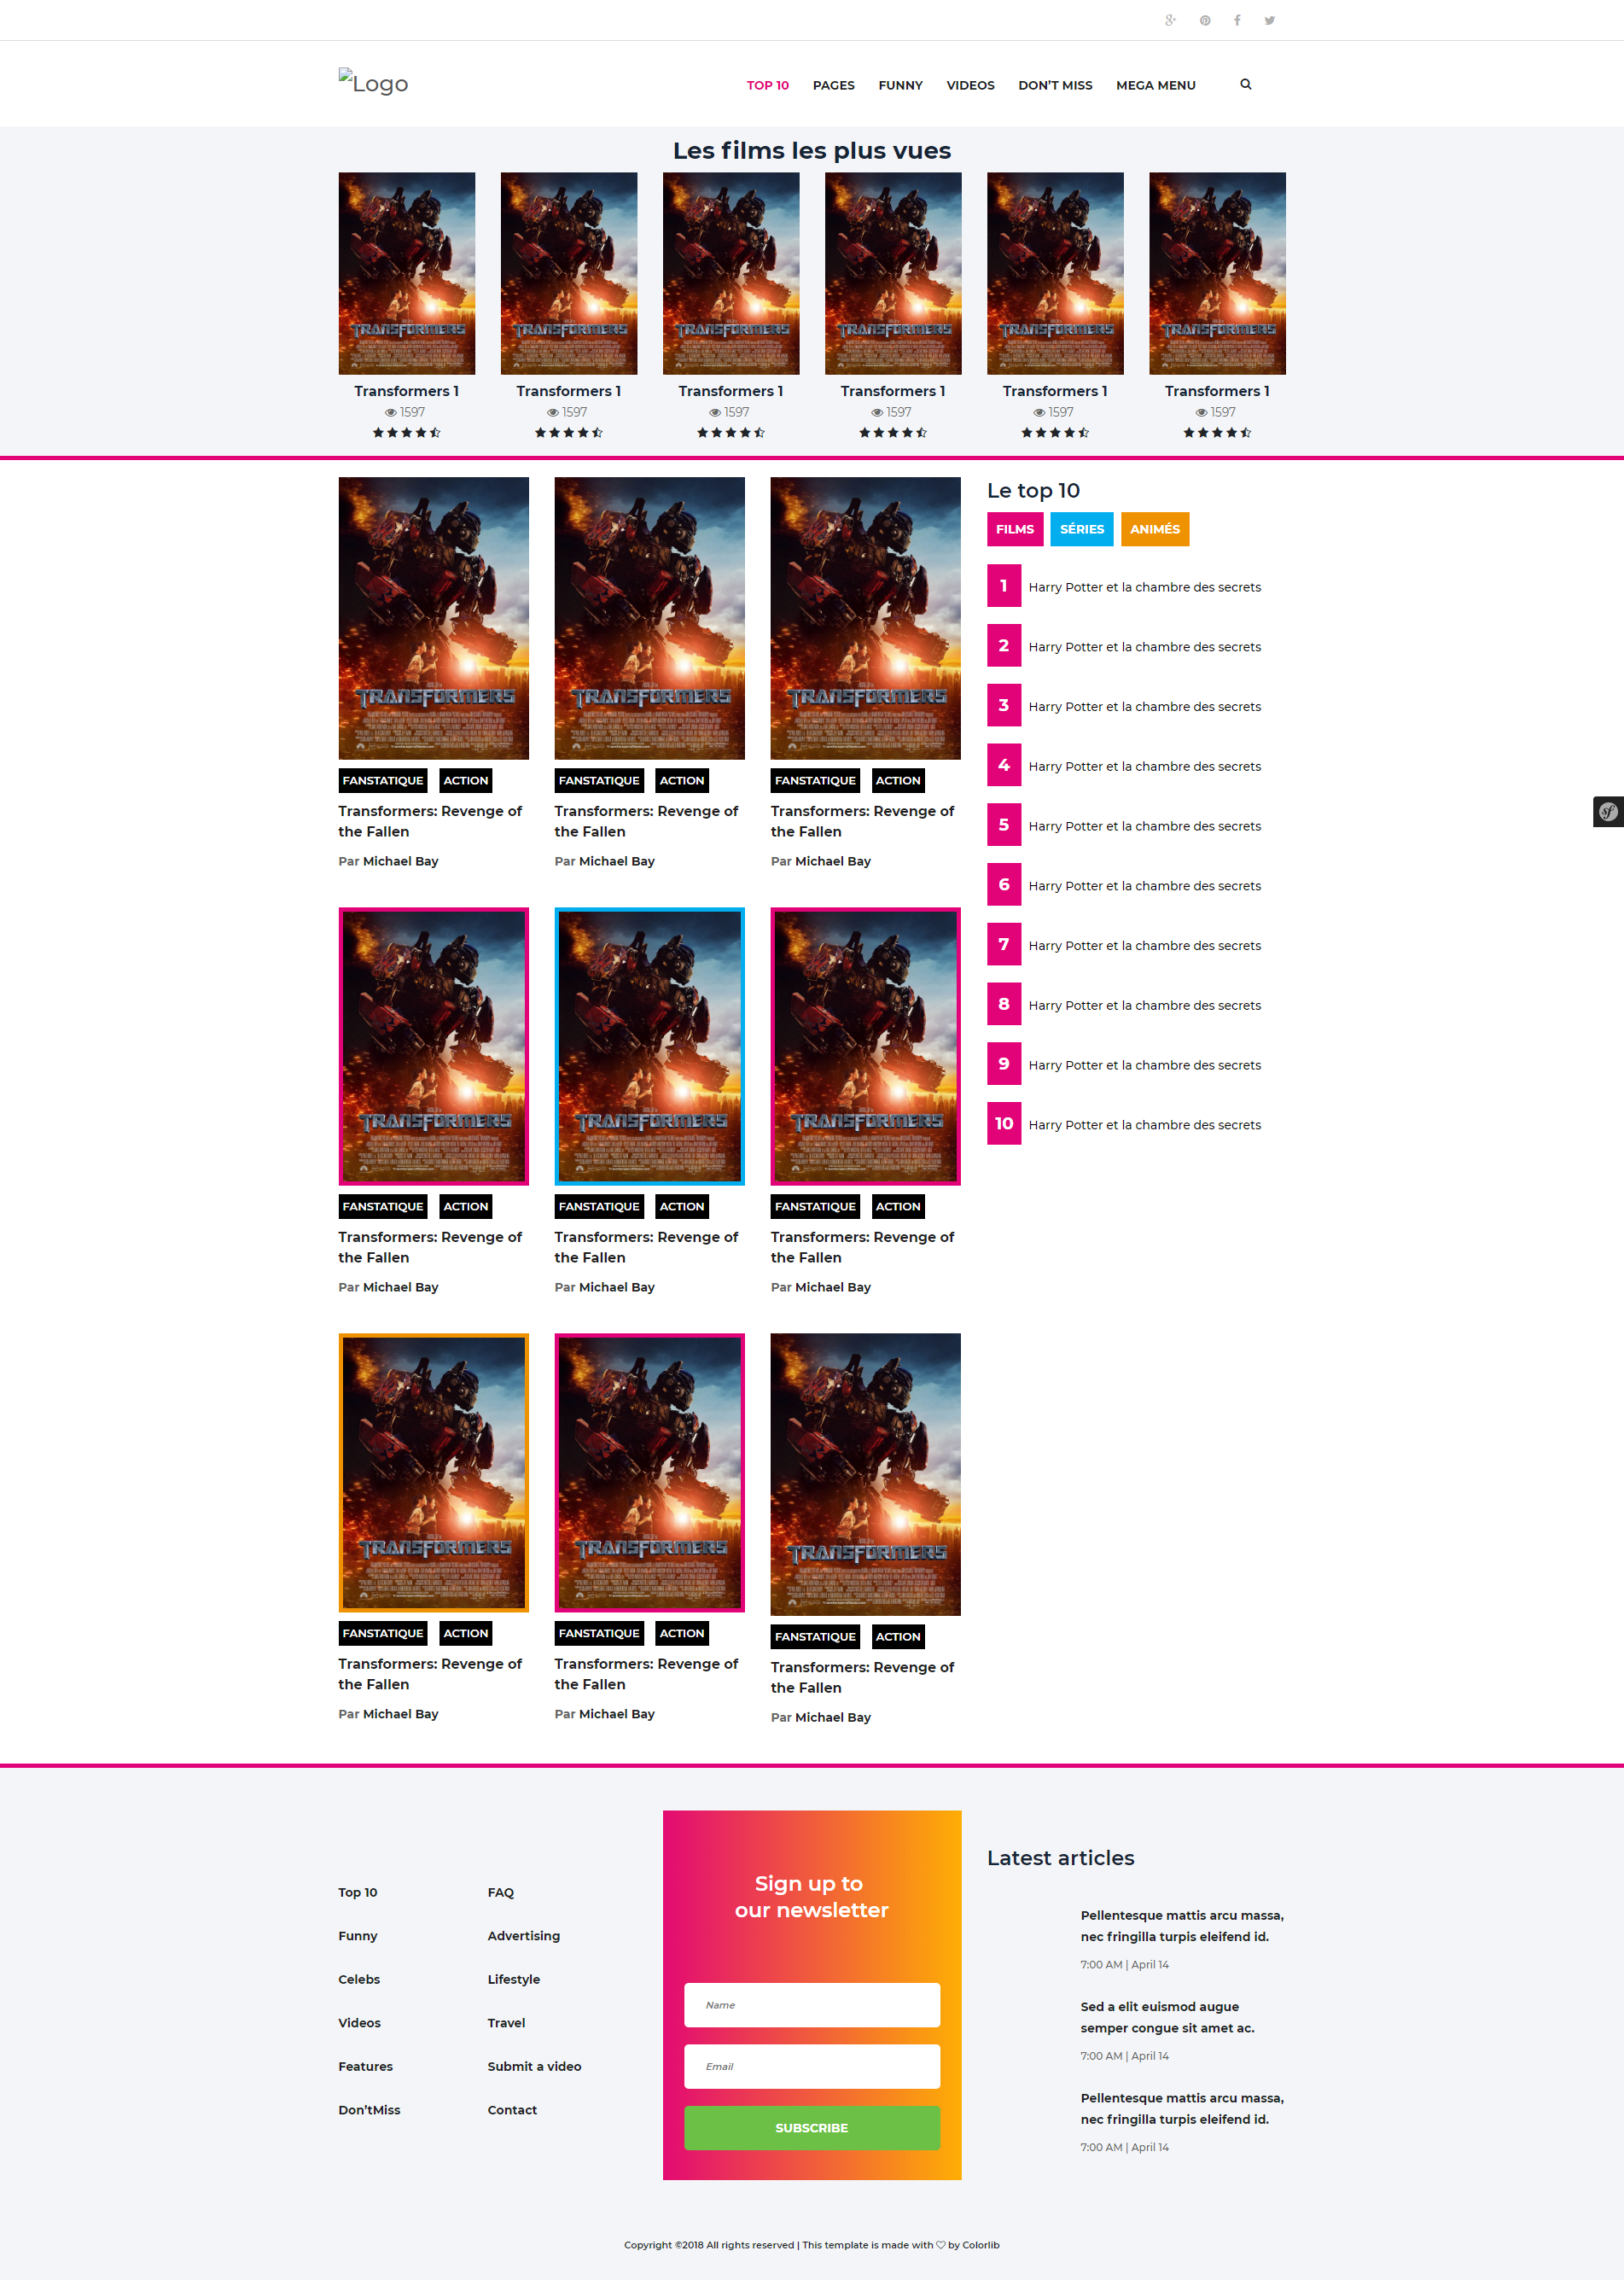 Logo
TOP 10 PAGES FUNNY VIDEOS DON'T MISS MEGA MENU
Les films les plus vues
TRANSFORMERS TRANSFORMERS TRANSFORMERS TRANSFORMERS TRANSFORMERS TRANSFORMERS
Transformers 1 Transformers 1 Transformers 1 Transformers 1 Transformers 1 Transformers 1
1597 1597 1597 1597 1597 1597
TRANSFORMERS TRANSFORMERS TRANSFORMERS
FANSTATIQUE ACTION FANSTATIQUE ACTION FANSTATIQUE ACTION
Transformers: Revenge of Transformers: Revenge of Transformers: Revenge of
the Fallen the Fallen the Fallen
Par Michael Bay Par Michael Bay Par Michael Bay
TRANSFORMERS TRANSFORMERS TRANSFORMERS
FANSTATIQUE ACTION FANSTATIQUE ACTION FANSTATIQUE ACTION
Transformers: Revenge of Transformers: Revenge of Transformers: Revenge of
the Fallen the Fallen the Fallen
Par Michael Bay Par Michael Bay Par Michael Bay
TRANSFORMERS TRANSFORMERS TRANSFORMERS
FANSTATIQUE ACTION FANSTATIQUE ACTION FANSTATIQUE ACTION
Transformers: Revenge of Transformers: Revenge of Transformers: Revenge of
the Fallen the Fallen the Fallen
Par Michael Bay Par Michael Bay Par Michael Bay
Le top 10
FILMS SÉRIES ANIMÉS
1 Harry Potter et la chambre des secrets
2 Harry Potter et la chambre des secrets
3 Harry Potter et la chambre des secrets
4 Harry Potter et la chambre des secrets
5 Harry Potter et la chambre des secrets
6 Harry Potter et la chambre des secrets
7 Harry Potter et la chambre des secrets
8 Harry Potter et la chambre des secrets
9 Harry Potter et la chambre des secrets
10 Harry Potter et la chambre des secrets
sf
Top 10 FAQ
Funny Advertising
Celebs Lifestyle
Videos Travel
Features Submit a video
Don'tMiss Contact
Sign up to
our newsletter
Name
Email
SUBSCRIBE
Latest articles
Pellentesque mattis arcu massa,
nec fringilla turpis eleifend id.
7:00 AM | April 14
Sed a elit euismod augue
semper congue sit amet ac.
7:00 AM | April 14
Pellentesque mattis arcu massa,
nec fringilla turpis eleifend id.
7:00 AM | April 14
Copyright ©2018 All rights reserved | This template is made with ♡ by Colorlib